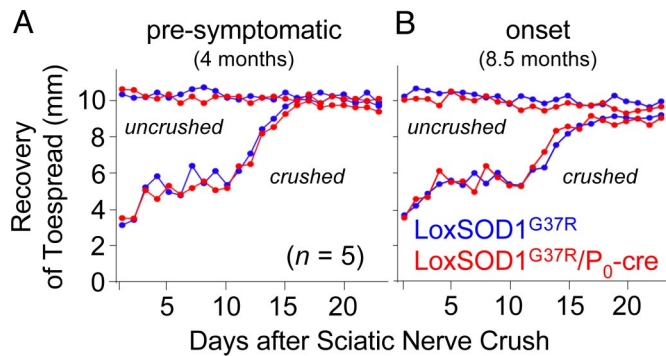 A
pre-symptomatic
(4 months)
B
onset
(8.5 months)
Recovery
of Toespread (mm)
10
8
6
4
2
0
uncrushed
crushed
(n = 5)
uncrushed
crushed
LoxSOD1G37R
LoxSOD1G37R/P0-cre
5 10 15 20
5 10 15 20
Days after Sciatic Nerve Crush